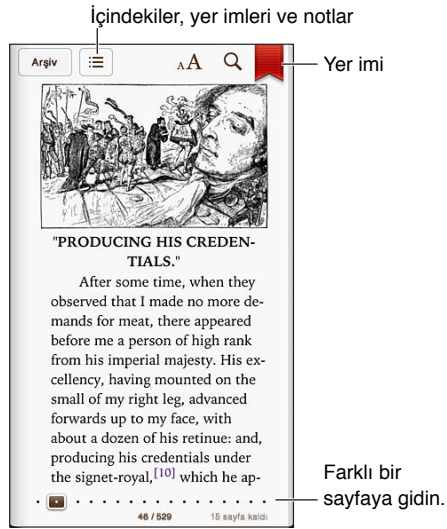 İçindekiler, yer imleri ve notlar
Arşiv
AA
Yer imi
"PRODUCING HIS CREDEN-
TIALS."
After some time, when they
observed that I made no more de-
mands for meat, there appeared
before me a person of high rank
from his imperial majesty. His ex-
cellency, having mounted on the
small of my right leg, advanced
forwards up to my face, with
about a dozen of his retinue: and,
producing his credentials under
the signet-royal,[10] which he ap-
Farklı bir
sayfaya gidin.
46 / 529
15 sayfa kaldı